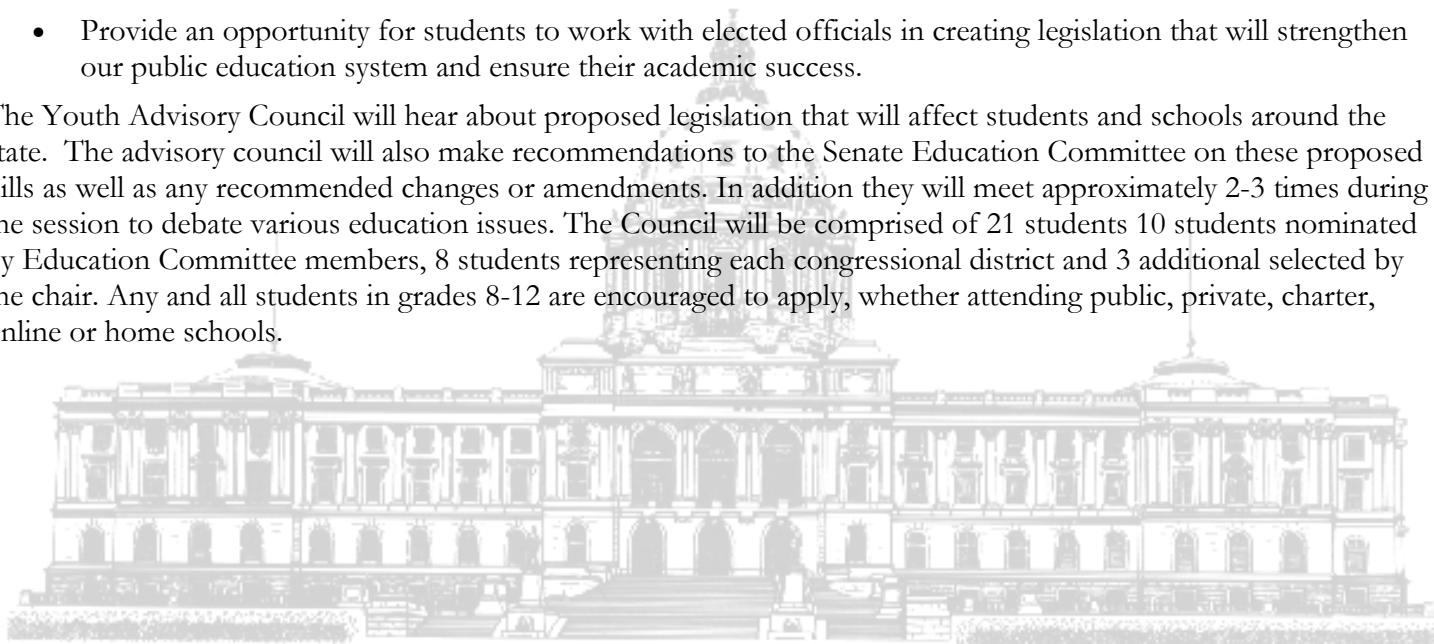 • Provide an opportunity for students to work with elected officials in creating legislation that will strengthen
our public education system and ensure their academic success.
The Youth Advisory Council will hear about proposed legislation that will affect students and schools around the
tate. The advisory council will also make recommendations to the Senate Education Committee on these proposed
ills as well as any recommended changes or amendments. In addition they will meet approximately 2-3 times during
he session to debate various education issues. The Council will be comprised of 21 students 10 students nominated
y Education Committee members, 8 students representing each congressional district and 3 additional selected by
he chair. Any and all students in grades 8-12 are encouraged to apply, whether attending public, private, charter,
nline or home schools.